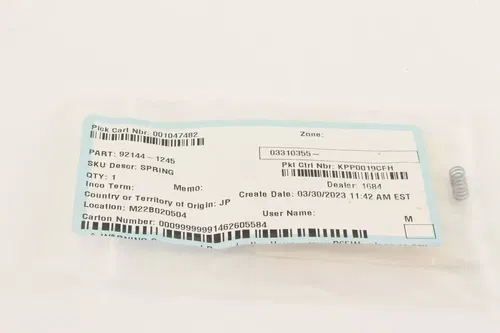 Pick Cart Nbr: 001047482
Zone:
03310355-
PART: 92144-1245
Pkt Ctrl Nbr: KPP0019CFH
SKU Descr: SPRING
Dealer: 1684
QTY: 1
Inco Term: Memo:
Create Date: 03/30/2023 11:42 AM EST
Country or Territory of Origin: JP
Location: M22B020504
User Name:
M
Carton Number: 00099999991462605584
WARNING